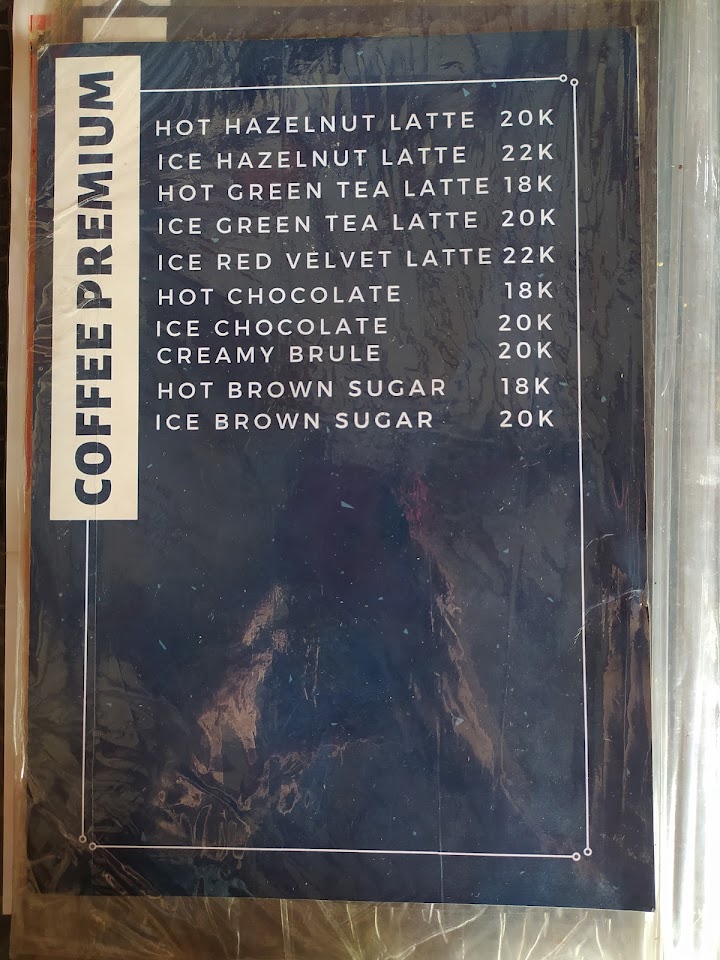 COFFEE PREMIUM
HOT HAZELNUT LATTE 20K
ICE HAZELNUT LATTE 22K
HOT GREEN TEA LATTE 18K
ICE GREEN TEA LATTE 20K
ICE RED VELVET LATTE 22K
HOT CHOCOLATE 18K
ICE CHOCOLATE 20K
CREAMY BRULE 20K
HOT BROWN SUGAR 18K
ICE BROWN SUGAR 20K